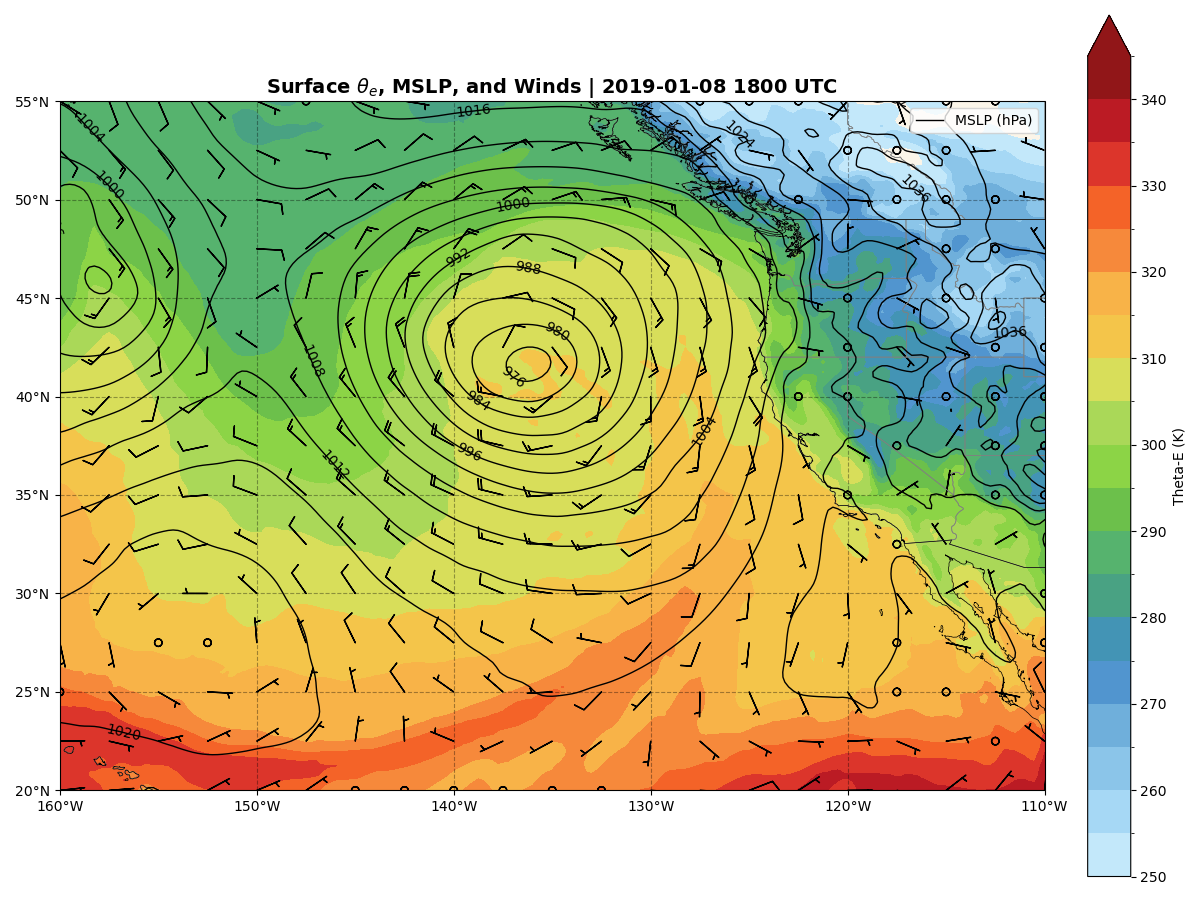 Surface θe, MSLP, and Winds | 2019-01-08 1800 UTC
MSLP (hPa)
55°N
50°N
45°N
40°N
35°N
30°N
25°N
20°N
160°W
150°W
140°W
130°W
120°W
110°W
1004
1016
1024
1000
1000
1036
992
988
1036
980
1008
976
984
1004
996
1012
1020
340
330
320
310
300
290
280
270
260
250
Theta-E (K)